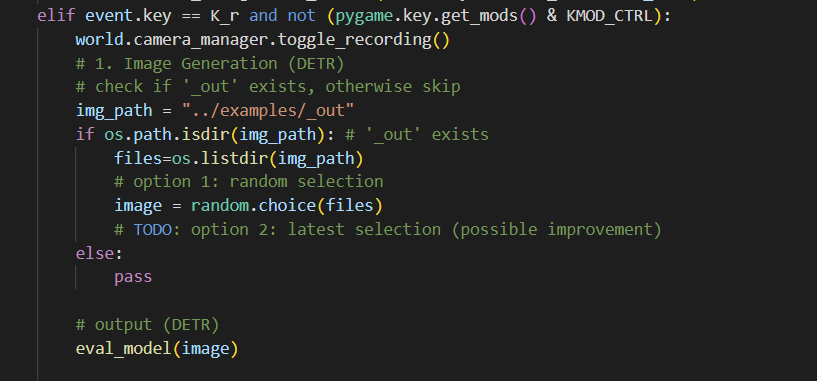 elif event.key == K_r and not (pygame.key.get_mods() & KMOD_CTRL):
world.camera_manager.toggle_recording()
# 1. Image Generation (DETR)
# check if '_out' exists, otherwise skip
img_path = "../examples/_out"
if os.path.isdir(img_path): # '_out' exists
files=os.listdir(img_path)
# option 1: random selection
image = random.choice(files)
# TODO: option 2: latest selection (possible improvement)
else:
pass
# output (DETR)
eval_model(image)